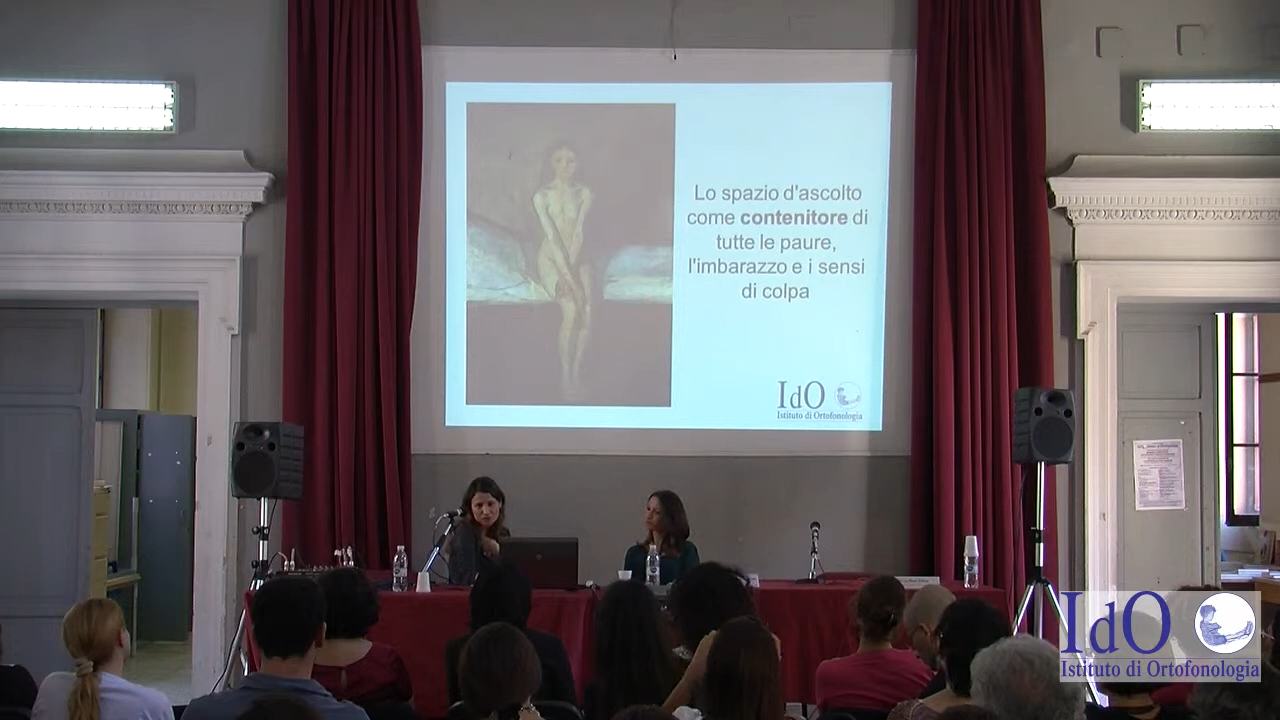 Lo spazio d'ascolto
come contenitore di
tutte le paure,
l'imbarazzo e i sensi
di colpa
IdO
Istituto di Ortofonologia
IdO
Istituto di Ortofonologia